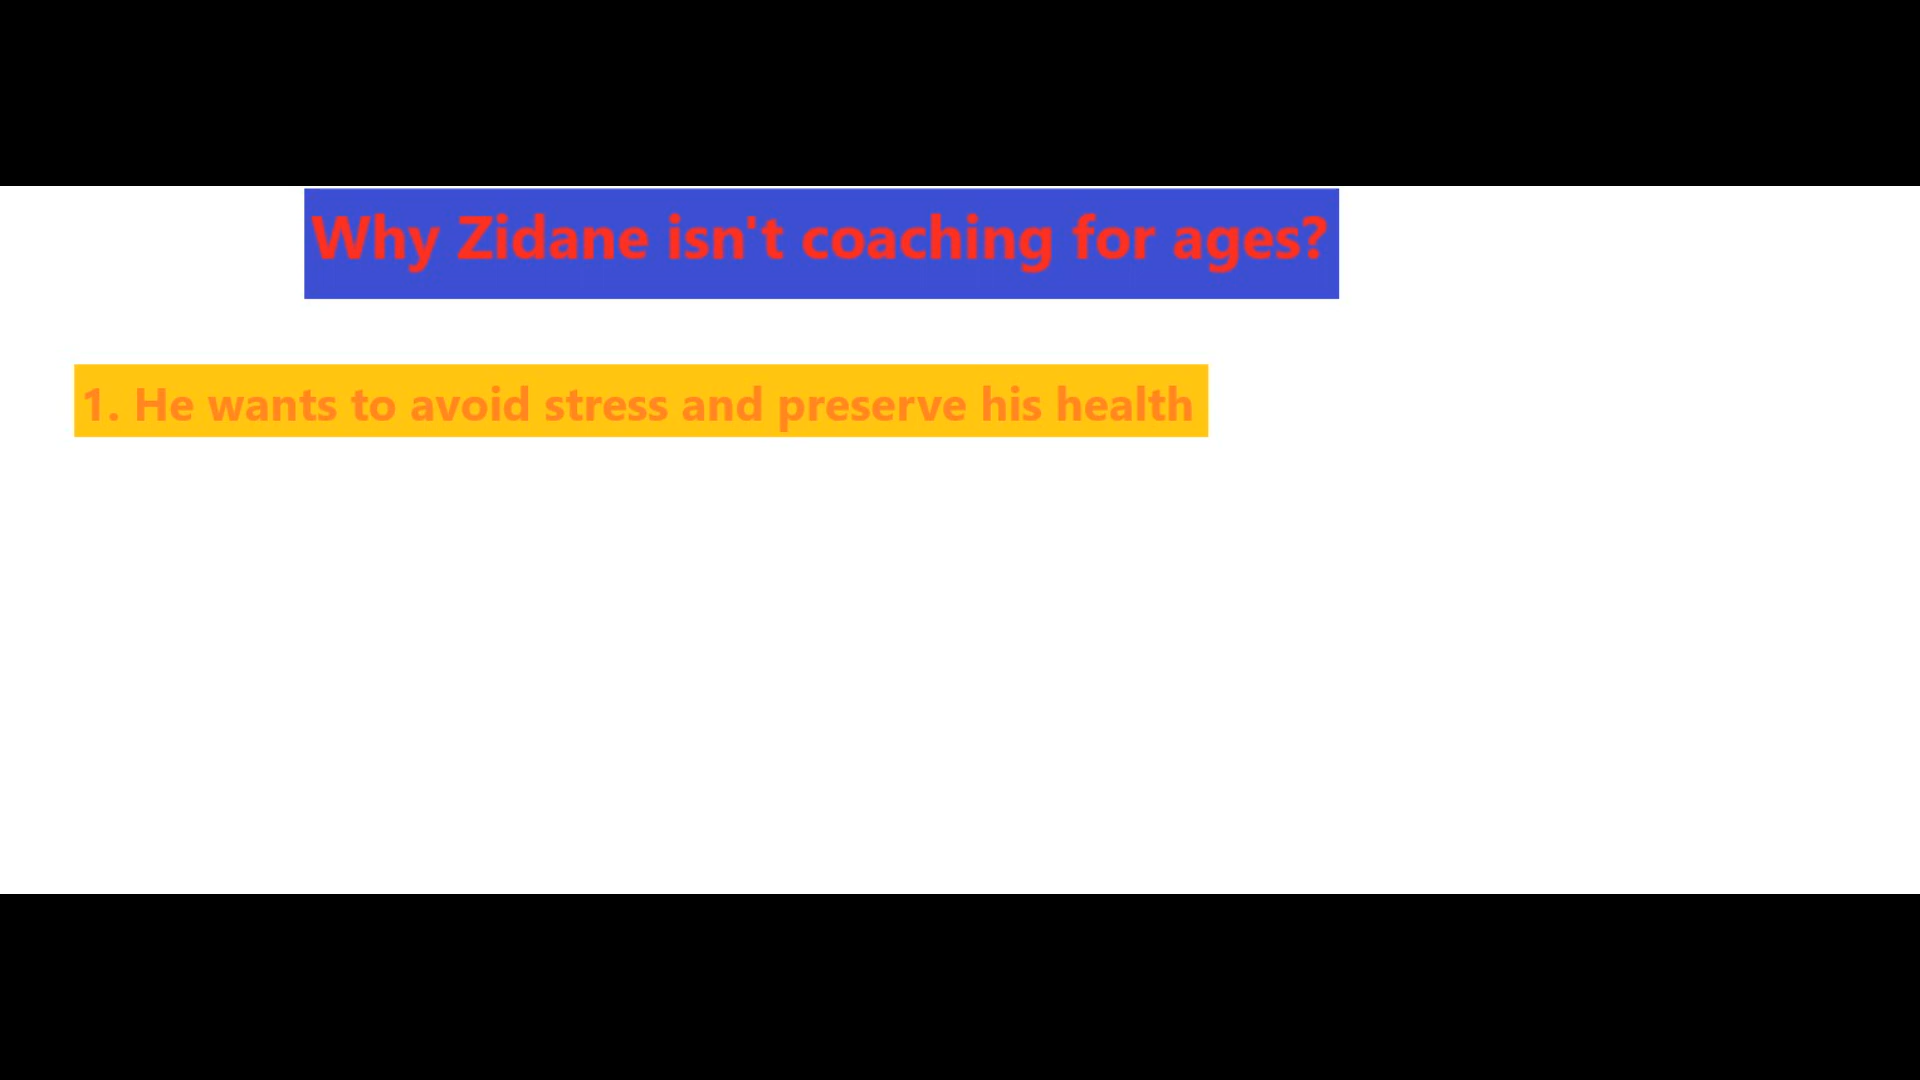 Why Zidane isn't coaching for ages?
1. He wants to avoid stress and preserve his health